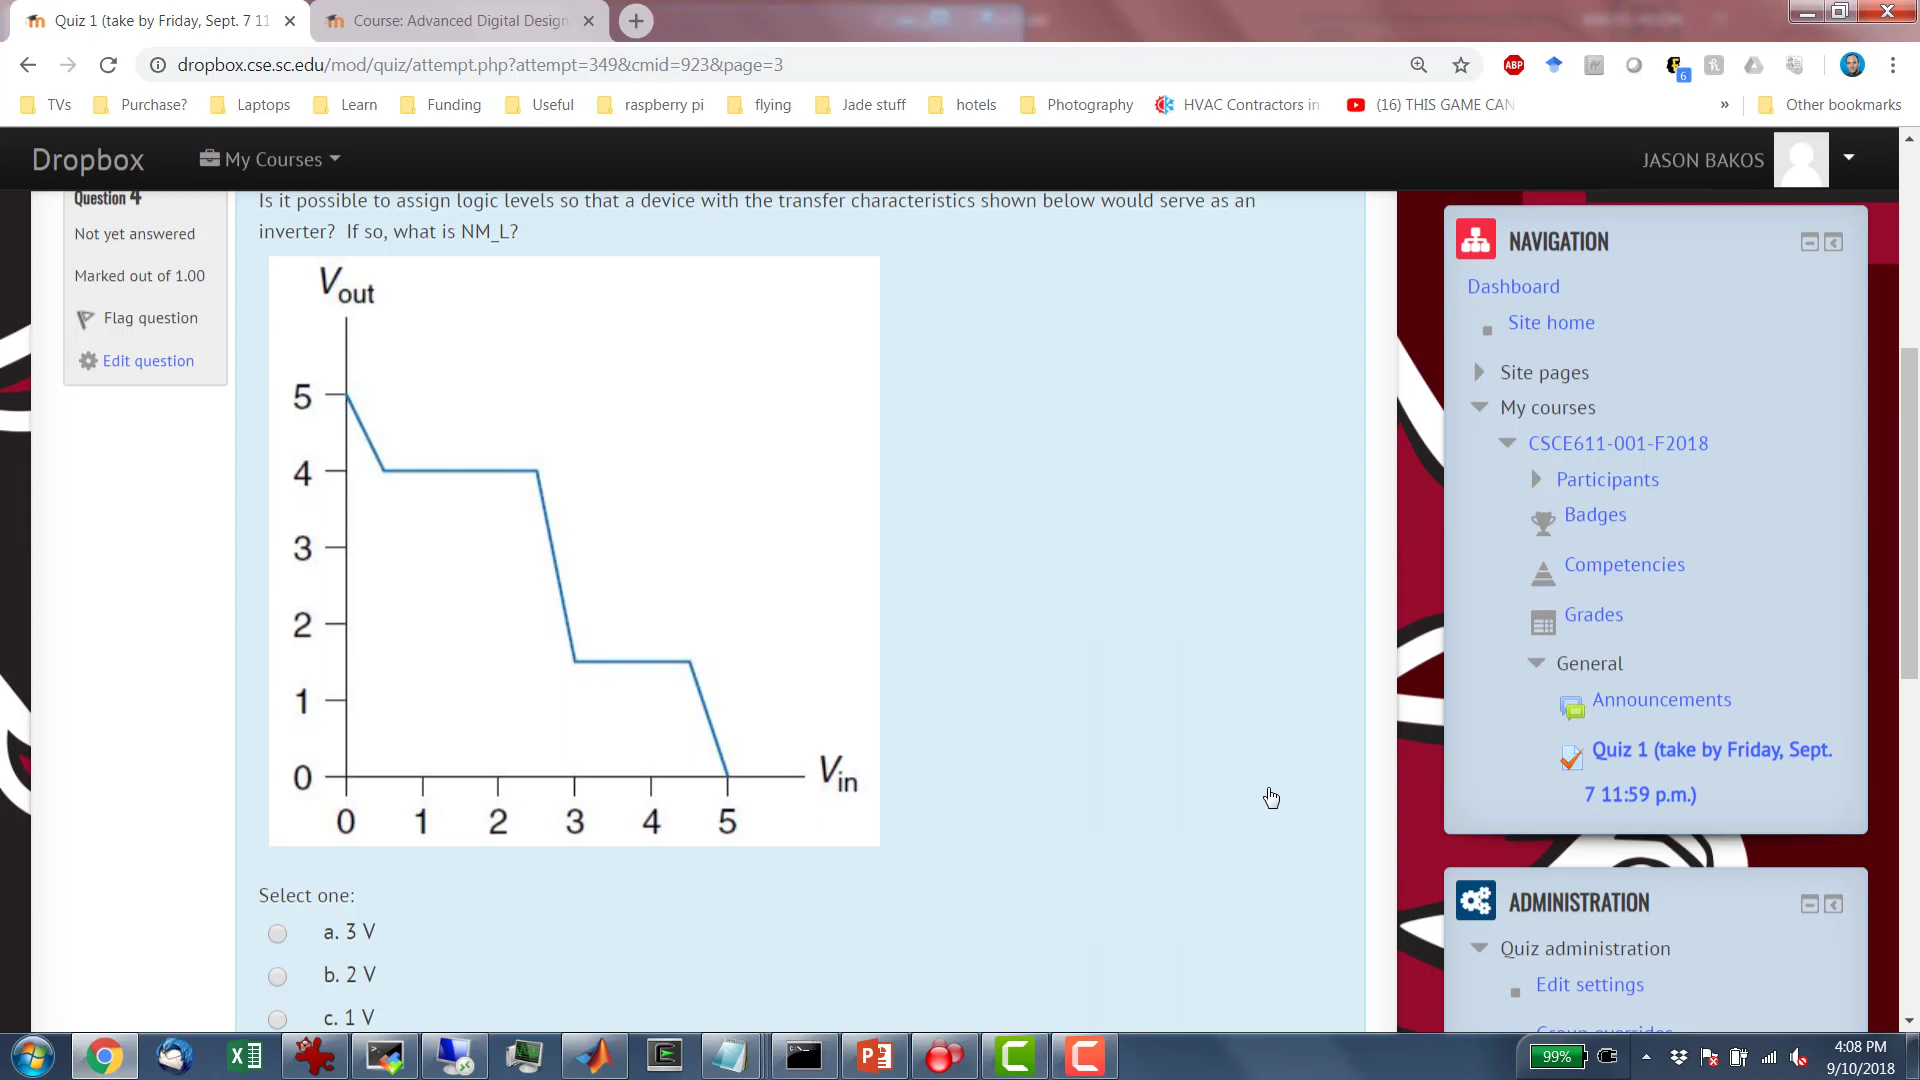 Quiz 1 (take by Friday, Sept. 7 11
Course: Advanced Digital Design
dropbox.cse.sc.edu/mod/quiz/attempt.php?attempt=349&cmid=923&page=3
ABP
6
TVs
Purchase?
Laptops
Learn
Funding
Useful
raspberry pi
flying
Jade stuff
hotels
Photography
HVAC Contractors in
(16) THIS GAME CAN
»
Other bookmarks
Dropbox
My Courses
JASON BAKOS
Question 4
Not yet answered
Marked out of 1.00
Flag question
Edit question
Is it possible to assign logic levels so that a device with the transfer characteristics shown below would serve as an
inverter? If so, what is NM_L?
Vout
5
4
3
2
1
0
0 1 2 3 4 5
Vin
Select one:
a. 3 V
b. 2 V
c. 1 V
NAVIGATION
Dashboard
Site home
Site pages
My courses
CSCE611-001-F2018
Participants
Badges
Competencies
Grades
General
Announcements
Quiz 1 (take by Friday, Sept.
7 11:59 p.m.)
ADMINISTRATION
Quiz administration
Edit settings
Group overrides
99%
4:08 PM
9/10/2018